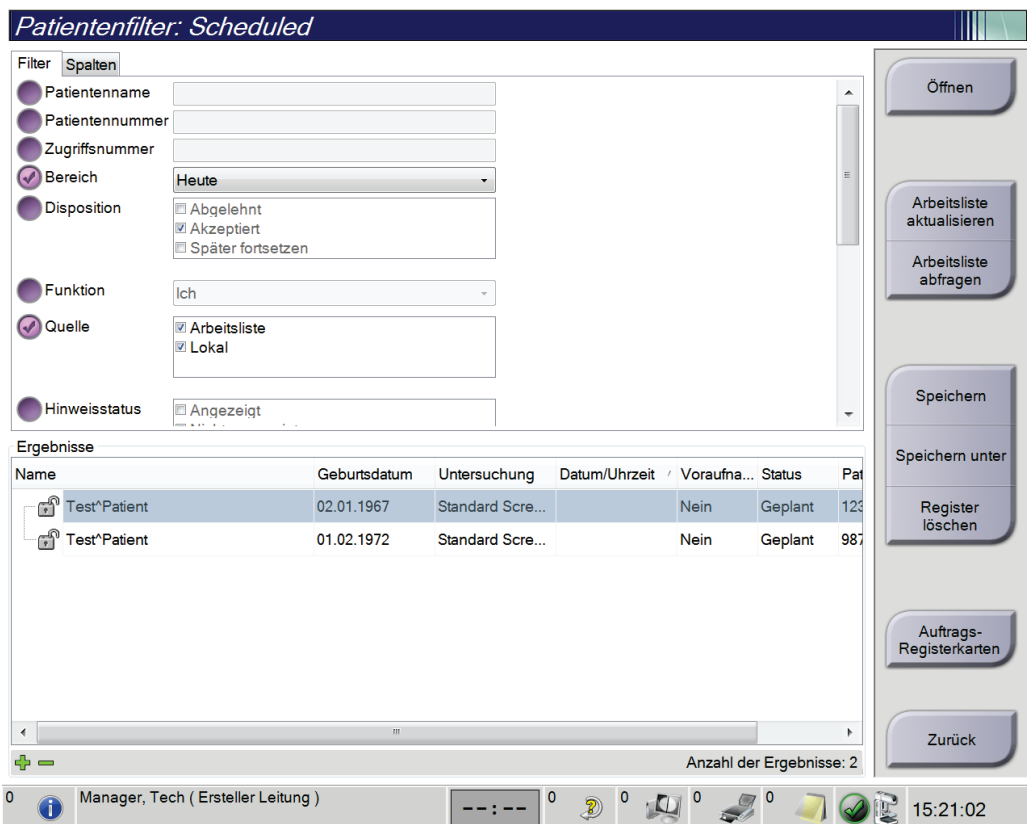 Patientenfilter: Scheduled
Filter Spalten
Patientenname
Patientennummer
Zugriffsnummer
Bereich Heute
Disposition Abgelehnt
Akzeptiert
Später fortsetzen
Funktion Ich
Quelle Arbeitsliste
Lokal
Hinweisstatus Angezeigt
Öffnen
Arbeitsliste
aktualisieren
Arbeitsliste
abfragen
Speichern
Speichern unter
Register
löschen
Auftrags-
Registerkarten
Zurück
Ergebnisse
Name Geburtsdatum Untersuchung Datum/Uhrzeit Voraufna... Status Pat
Test^Patient 02.01.1967 Standard Scre... Nein Geplant 123
Test^Patient 01.02.1972 Standard Scre... Nein Geplant 987
Anzahl der Ergebnisse: 2
0 Manager, Tech ( Ersteller Leitung ) --:-- 0 0 0 0 15:21:02